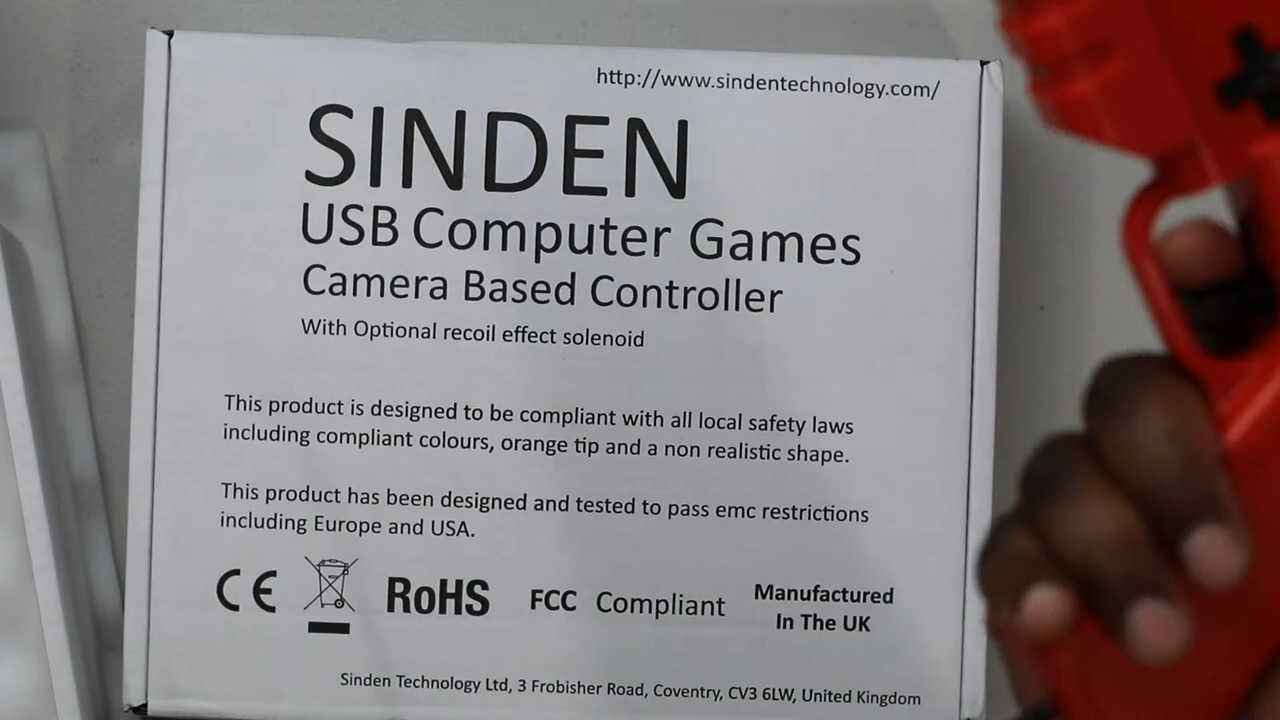 http://www.sindentechnology.com/
SINDEN
USB Computer Games
Camera Based Controller
With Optional recoil effect solenoid
This product is designed to be compliant with all local safety laws
including compliant colours, orange tip and a non realistic shape.
This product has been designed and tested to pass emc restrictions
including Europe and USA.
CE RoHS FCC Compliant Manufactured
In The UK
Sinden Technology Ltd, 3 Frobisher Road, Coventry, CV3 6LW, United Kingdom